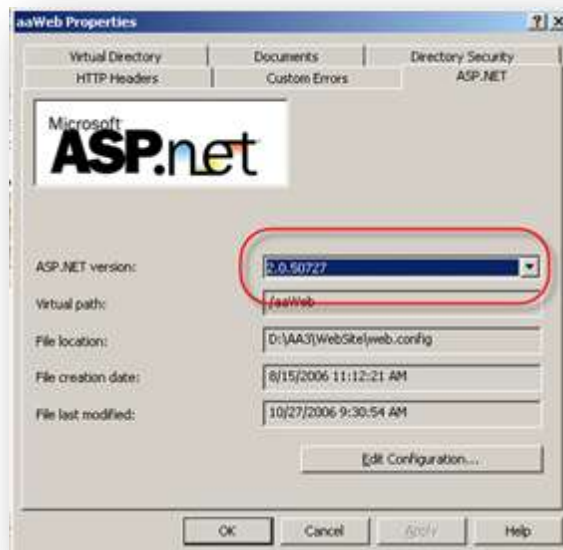 aaWeb Properties
Virtual Directory Documents Directory Security
HTTP Headers Custom Errors ASP.NET
Microsoft
ASP.net
ASP.NET version: 2.0.50727
Virtual path: /aaWeb
File location: D:\AA3\WebSite\web.config
File creation date: 8/15/2006 11:12:21 AM
File last modified: 10/27/2006 9:30:54 AM
Edit Configuration...
OK Cancel Apply Help